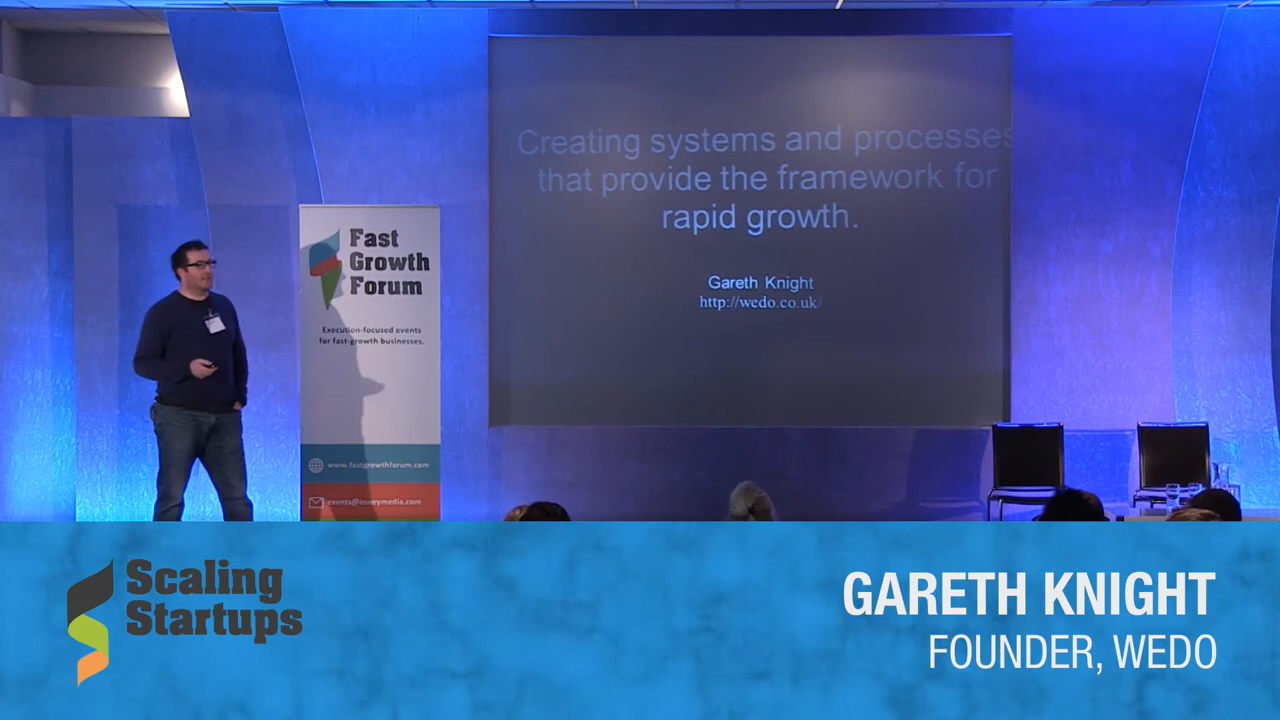 Creating systems and processes
that provide the framework for
rapid growth.
Gareth Knight
http://wedo.co.uk/
Fast
Growth
Forum
Execution-focused events
for fast-growth businesses.
www.fastgrowthforum.com
events@osneymedia.com
Scaling
Startups
GARETH KNIGHT
FOUNDER, WEDO